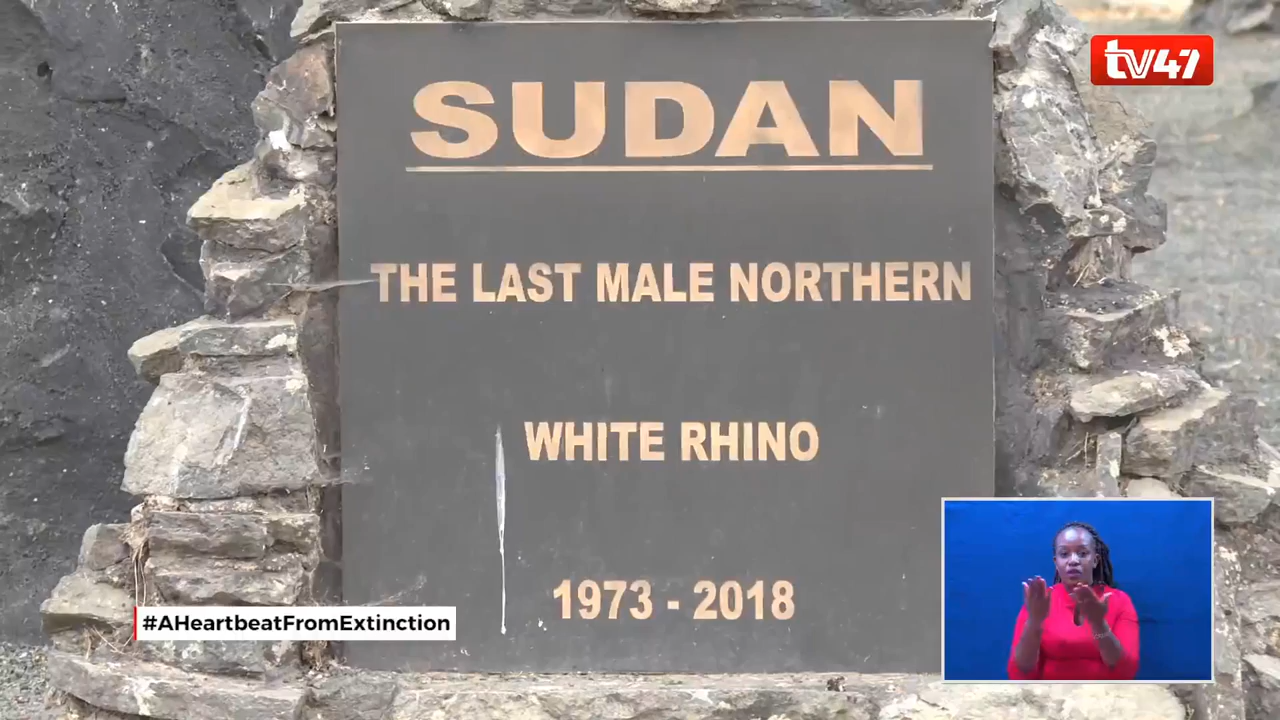 tv47
SUDAN
THE LAST MALE NORTHERN
WHITE RHINO
1973 - 2018
#AHeartbeatFromExtinction